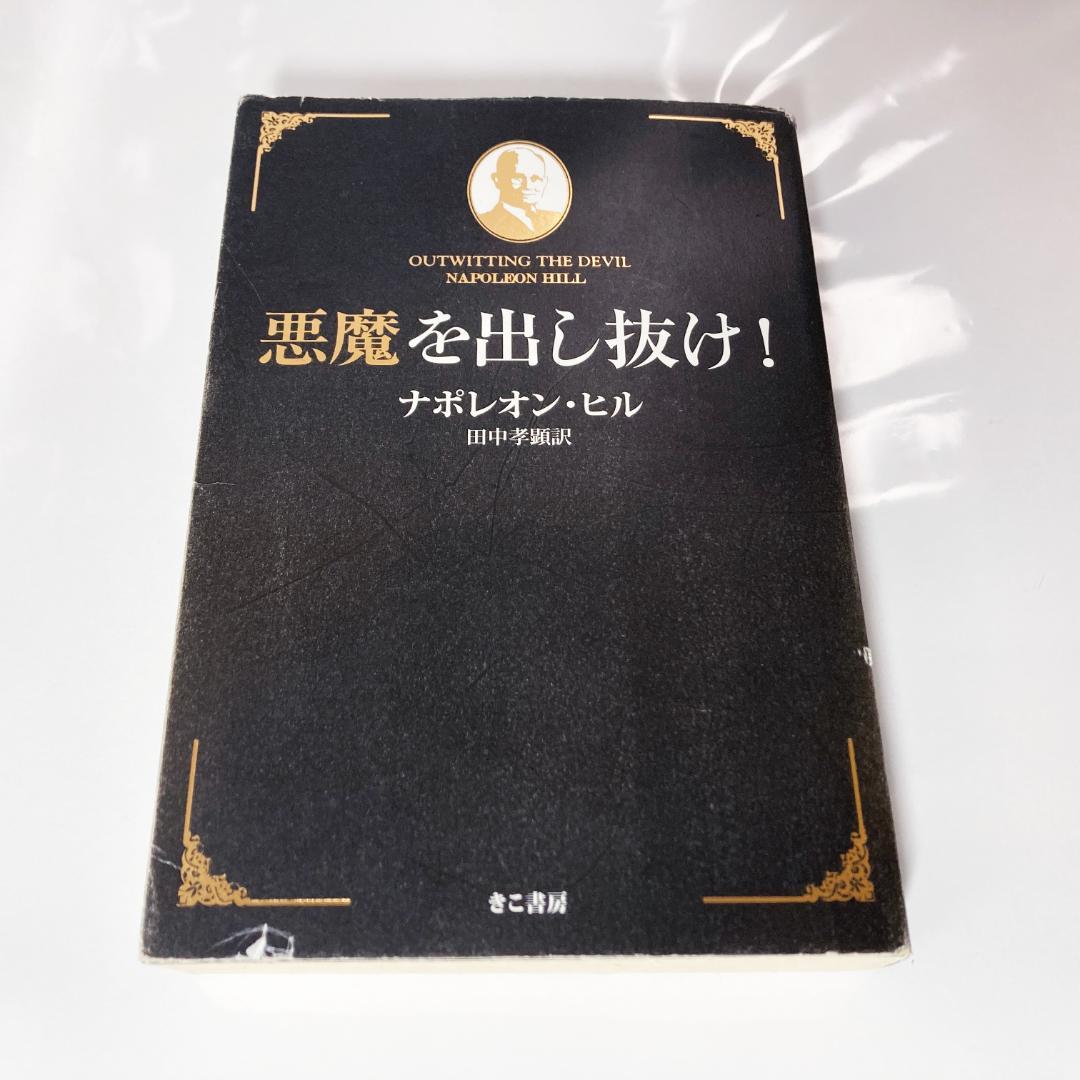 OUTWITTING THE DEVIL
NAPOLEON HILL
悪魔を出し抜け!
ナポレオン・ヒル
田中孝顕訳
きこ書房